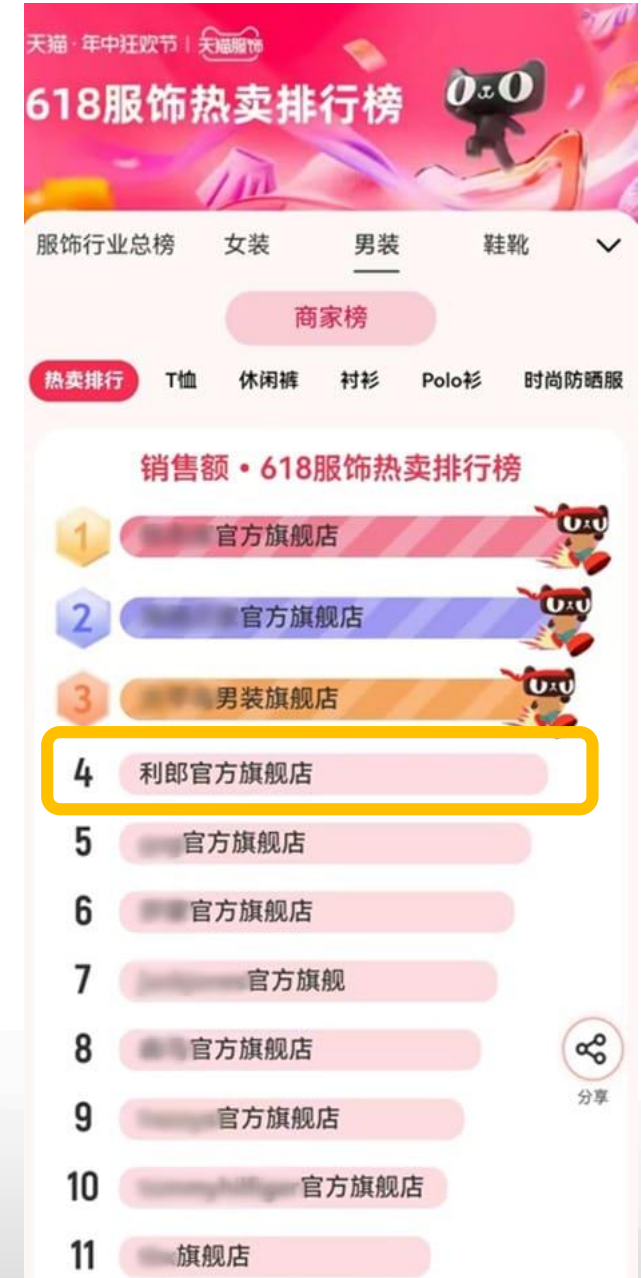 天猫·年中狂欢节 | 天猫服饰
618服饰热卖排行榜
服饰行业总榜 女装 男装 鞋靴
商家榜
热卖排行 T恤 休闲裤 衬衫 Polo衫 时尚防晒服
销售额•618服饰热卖排行榜
1 官方旗舰店
2 官方旗舰店
3 男装旗舰店
4 利郎官方旗舰店
5 官方旗舰店
6 官方旗舰店
7 官方旗舰
8 官方旗舰店
分享
9 官方旗舰店
10 官方旗舰店
11 旗舰店